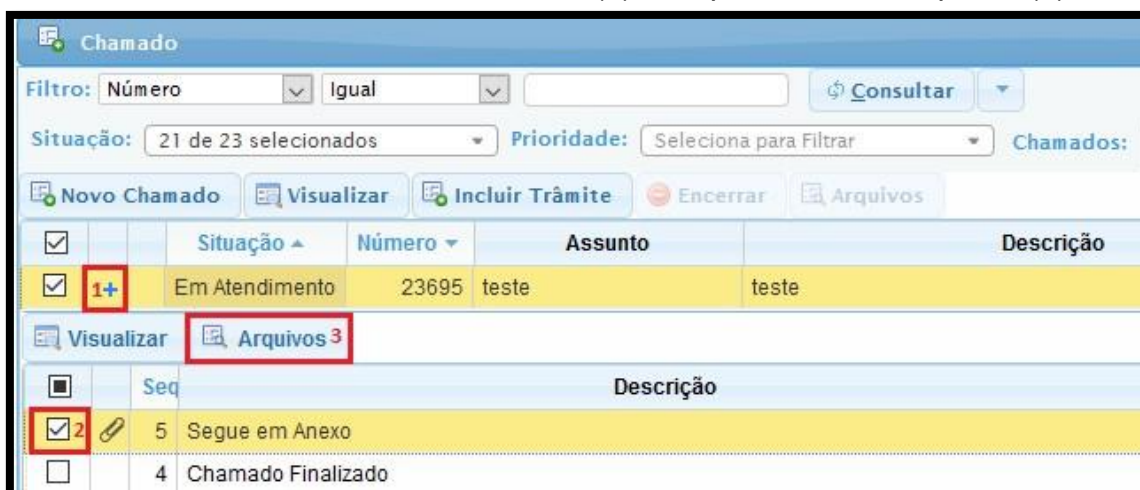 Chamado
Filtro: Número Igual Consultar
Situação: 21 de 23 selecionados Prioridade: Seleciona para Filtrar Chamados:
Novo Chamado Visualizar Incluir Trâmite Encerrar Arquivos
Situação Número Assunto Descrição
1+ Em Atendimento 23695 teste teste
Visualizar Arquivos 3
Seq Descrição
2 5 Segue em Anexo
4 Chamado Finalizado